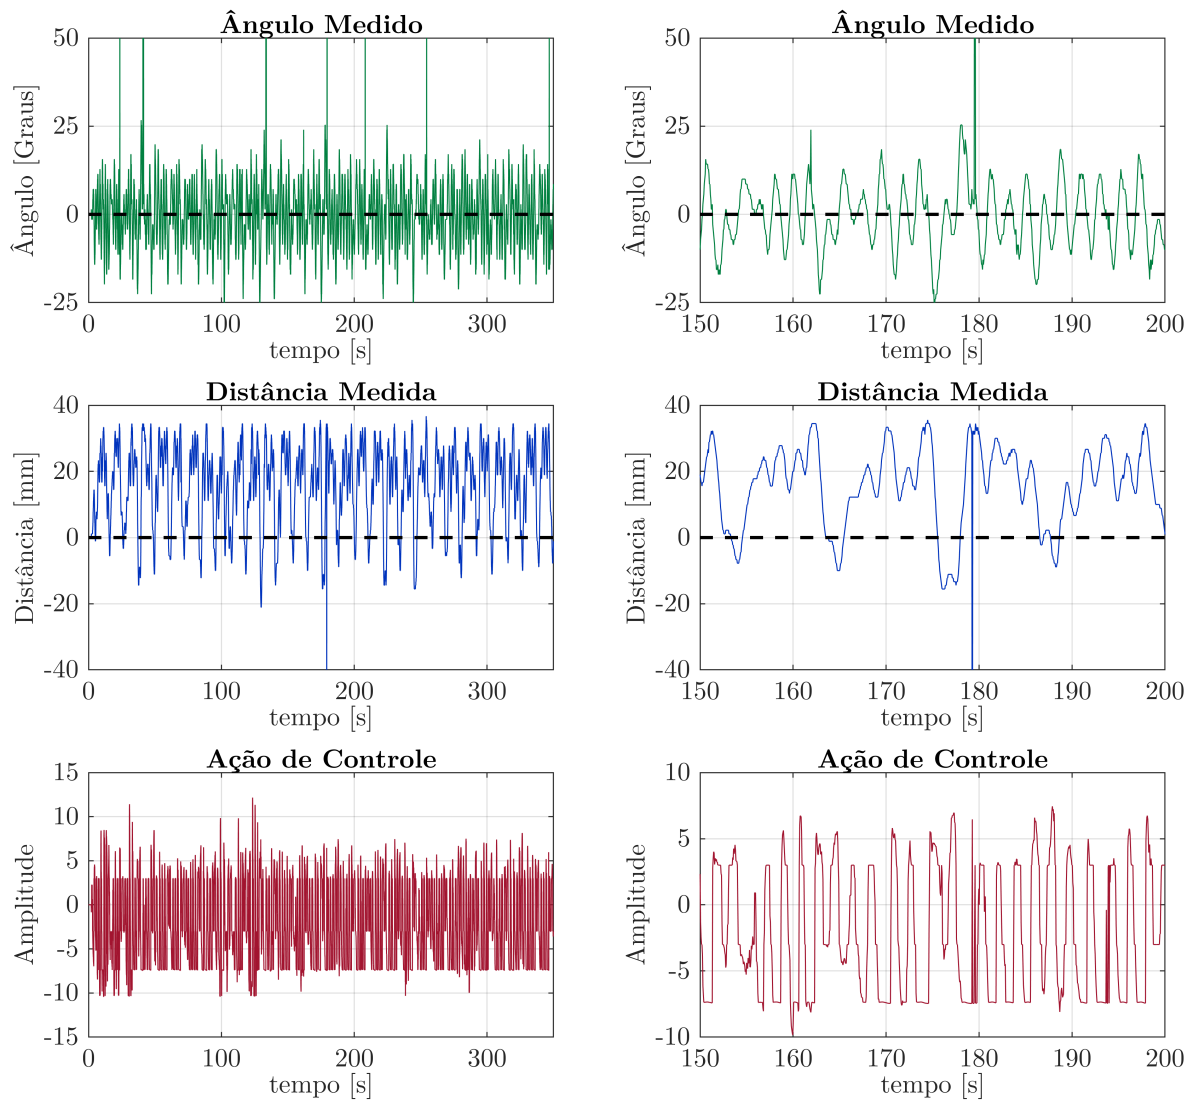 Ângulo Medido
50
25
0
-25
Ângulo [Graus]
0 100 200 300
tempo [s]
Ângulo Medido
50
25
0
-25
Ângulo [Graus]
150 160 170 180 190 200
tempo [s]
Distância Medida
40
20
0
-20
-40
Distância [mm]
0 100 200 300
tempo [s]
Distância Medida
40
20
0
-20
-40
Distância [mm]
150 160 170 180 190 200
tempo [s]
Ação de Controle
15
10
5
0
-5
-10
-15
Amplitude
0 100 200 300
tempo [s]
Ação de Controle
10
5
0
-5
-10
Amplitude
150 160 170 180 190 200
tempo [s]